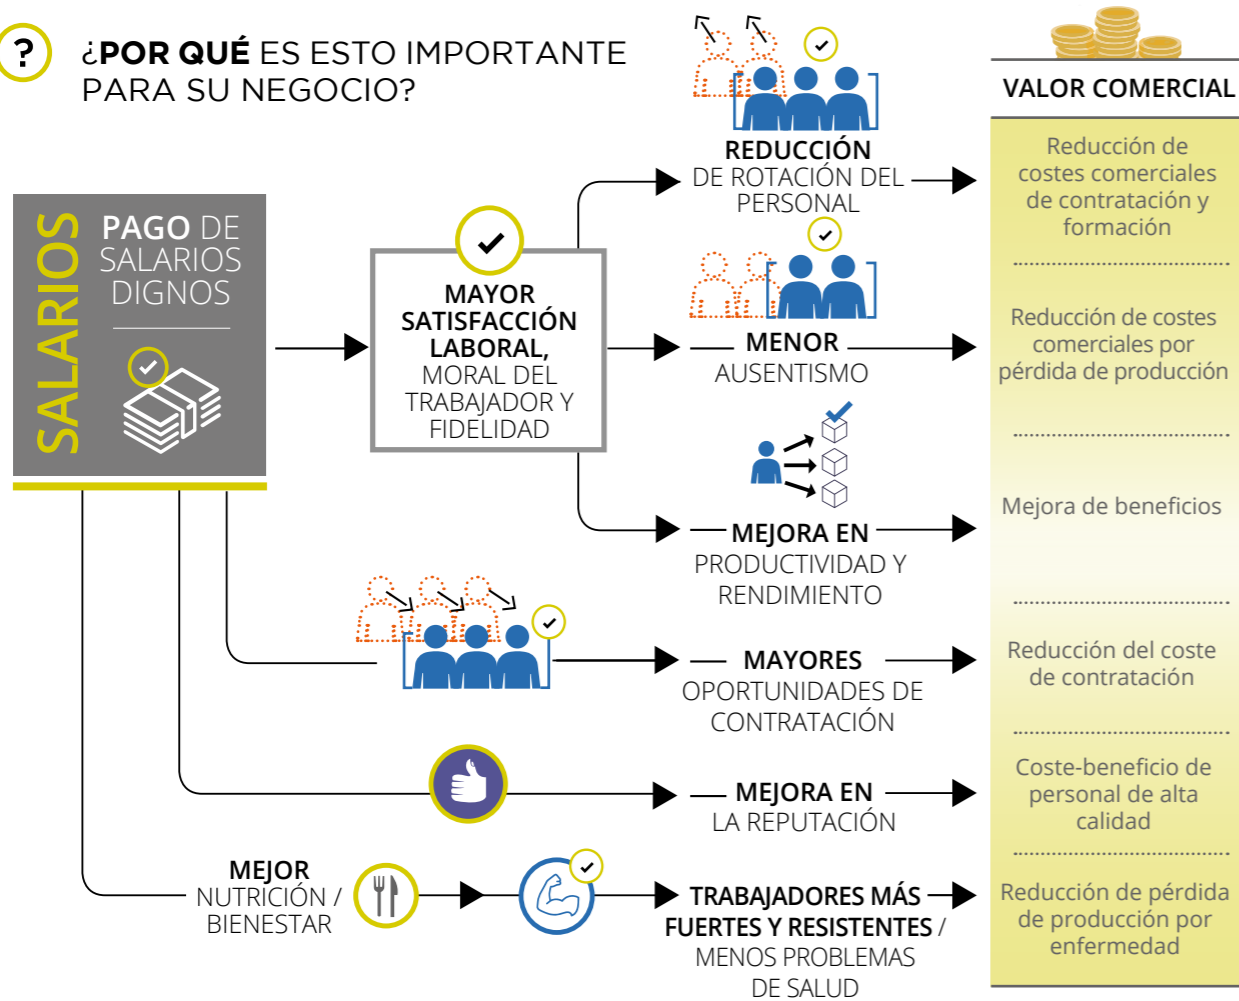 ?
¿POR QUÉ ES ESTO IMPORTANTE
PARA SU NEGOCIO?
SALARIOS
PAGO DE
SALARIOS
DIGNOS
MAYOR
SATISFACCIÓN
LABORAL,
MORAL DEL
TRABAJADOR Y
FIDELIDAD
REDUCCIÓN
DE ROTACIÓN DEL
PERSONAL
MENOR
AUSENTISMO
MEJORA EN
PRODUCTIVIDAD Y
RENDIMIENTO
MAYORES
OPORTUNIDADES DE
CONTRATACIÓN
MEJORA EN
LA REPUTACIÓN
MEJOR
NUTRICIÓN /
BIENESTAR
TRABAJADORES MÁS
FUERTES Y RESISTENTES /
MENOS PROBLEMAS
DE SALUD
VALOR COMERCIAL
Reducción de
costes comerciales
de contratación y
formación
Reducción de costes
comerciales por
pérdida de producción
Mejora de beneficios
Reducción del coste
de contratación
Coste-beneficio de
personal de alta
calidad
Reducción de pérdida
de producción por
enfermedad